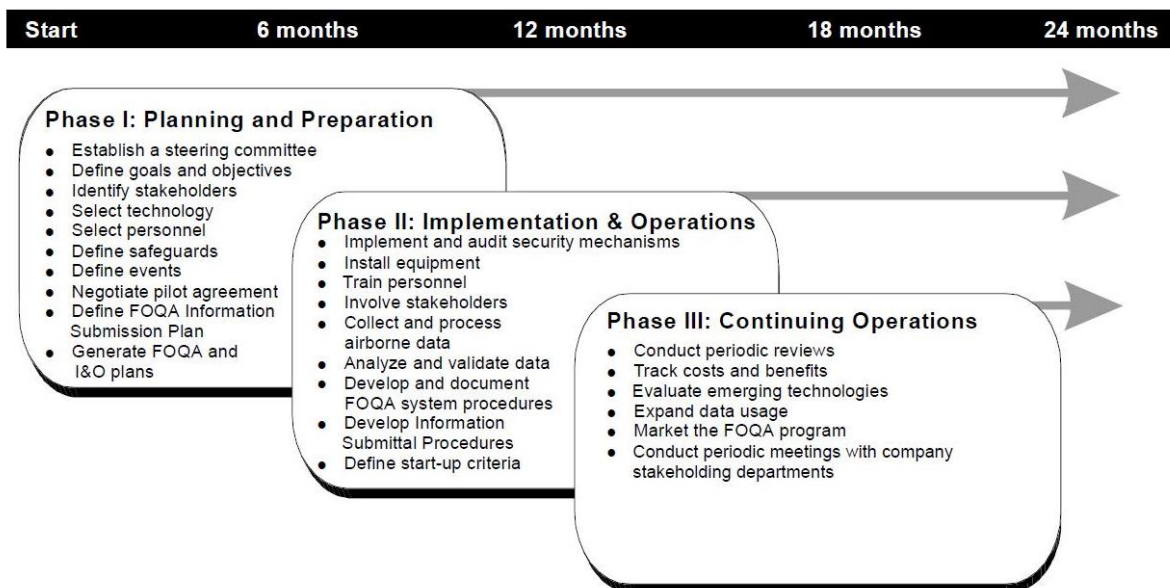 Start 6 months 12 months 18 months 24 months
Phase I: Planning and Preparation
● Establish a steering committee
● Define goals and objectives
● Identify stakeholders
● Select technology
● Select personnel
● Define safeguards
● Define events
● Negotiate pilot agreement
● Define FOQA Information
Submission Plan
● Generate FOQA and
I&O plans
Phase II: Implementation & Operations
● Implement and audit security mechanisms
● Install equipment
● Train personnel
● Involve stakeholders
● Collect and process
airborne data
● Analyze and validate data
● Develop and document
FOQA system procedures
● Develop Information
Submittal Procedures
● Define start-up criteria
Phase III: Continuing Operations
● Conduct periodic reviews
● Track costs and benefits
● Evaluate emerging technologies
● Expand data usage
● Market the FOQA program
● Conduct periodic meetings with company
stakeholding departments